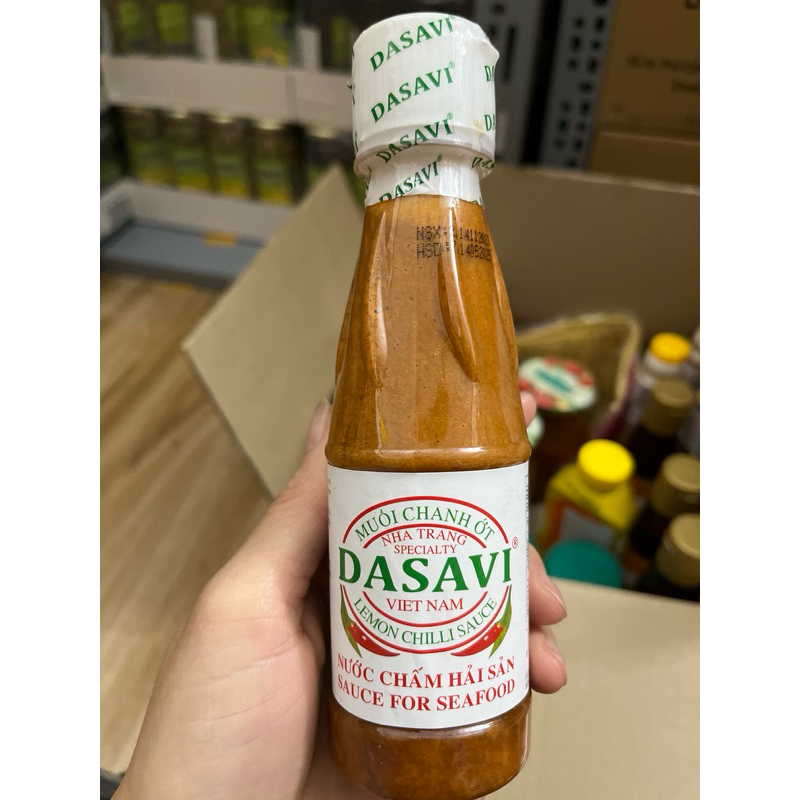 DASAVI®
DASAVI®
DASAVI®
DASAVI®
MUỐI CHANH ỚT
NHA TRANG
SPECIALTY
DASAVI®
VIET NAM
LEMON CHILLI SAUCE
NƯỚC CHẤM HẢI SẢN
SAUCE FOR SEAFOOD